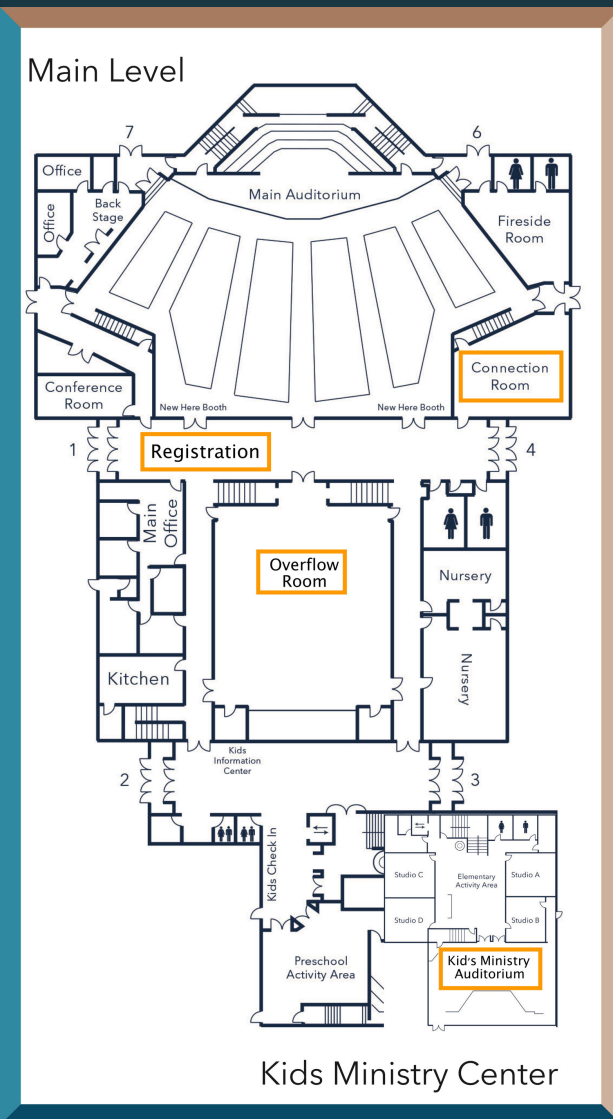 Main Level
7
6
Office
Office
Back
Stage
Main Auditorium
Fireside
Room
Conference
Room
Connection
Room
New Here Booth
New Here Booth
1
Registration
4
Main
Office
Overflow
Room
Nursery
Nursery
Kitchen
Kids
Information
Center
2
3
Kids Check In
Studio C
Elementary
Activity Area
Studio A
Studio D
Studio B
Preschool
Activity Area
Kid's Ministry
Auditorium
Kids Ministry Center